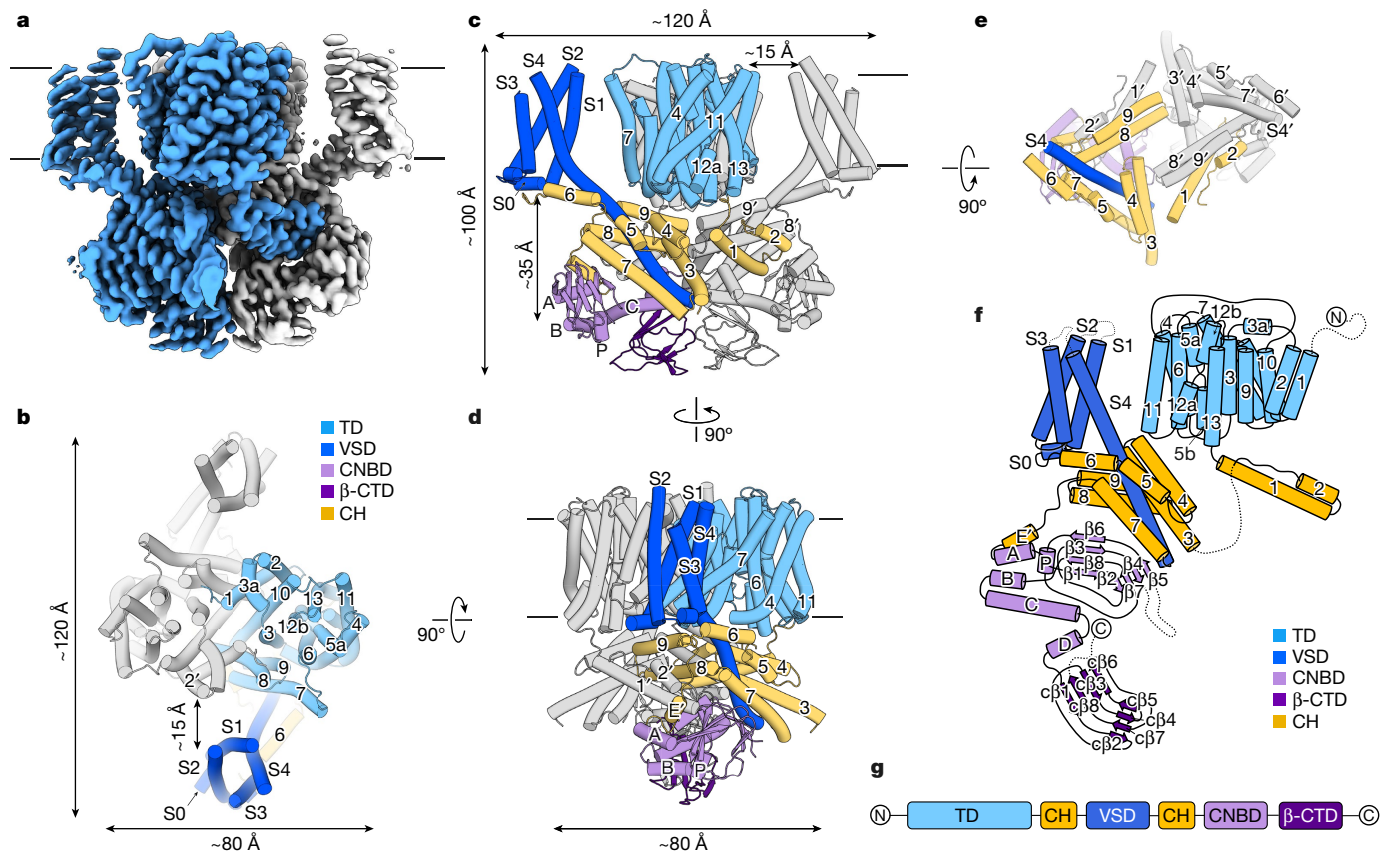 a
b
~120 Å
~80 Å
~15 Å
TD
VSD
CNBD
β-CTD
CH
1
2
3a
10
13
11
3
12b
4
5a
6
9
8
7
2′
6
S1
S2
S4
S3
S0
90°
c
~120 Å
~100 Å
~15 Å
~35 Å
S4
S2
S3
S1
S0
4
11
7
12a
13
6
9
9′
8′
8
5
4
1
2
7
3
A
B
C
P
90°
d
~80 Å
S2
S1
S4
S3
7
6
4
11
6
9
2′
8
5
4
1′
7
3
E′
A
B
P
e
90°
3′
4′
5′
6′
7′
1′
9
2′
8
S4
S4′
8′
9′
2
6
7
5
4
1
3
f
N
S3
S2
S1
S4
S0
4
7
12b
3a
5a
6
3
10
9
2
1
11
12a
13
5b
6
9
5
8
4
7
3
1
2
E′
A
P
B
C
D
C
β6
β3
β8
β1
β2
β4
β5
β7
cβ6
cβ3
cβ1
cβ8
cβ5
cβ4
cβ7
cβ2
TD
VSD
CNBD
β-CTD
CH
g
N TD CH VSD CH CNBD β-CTD C